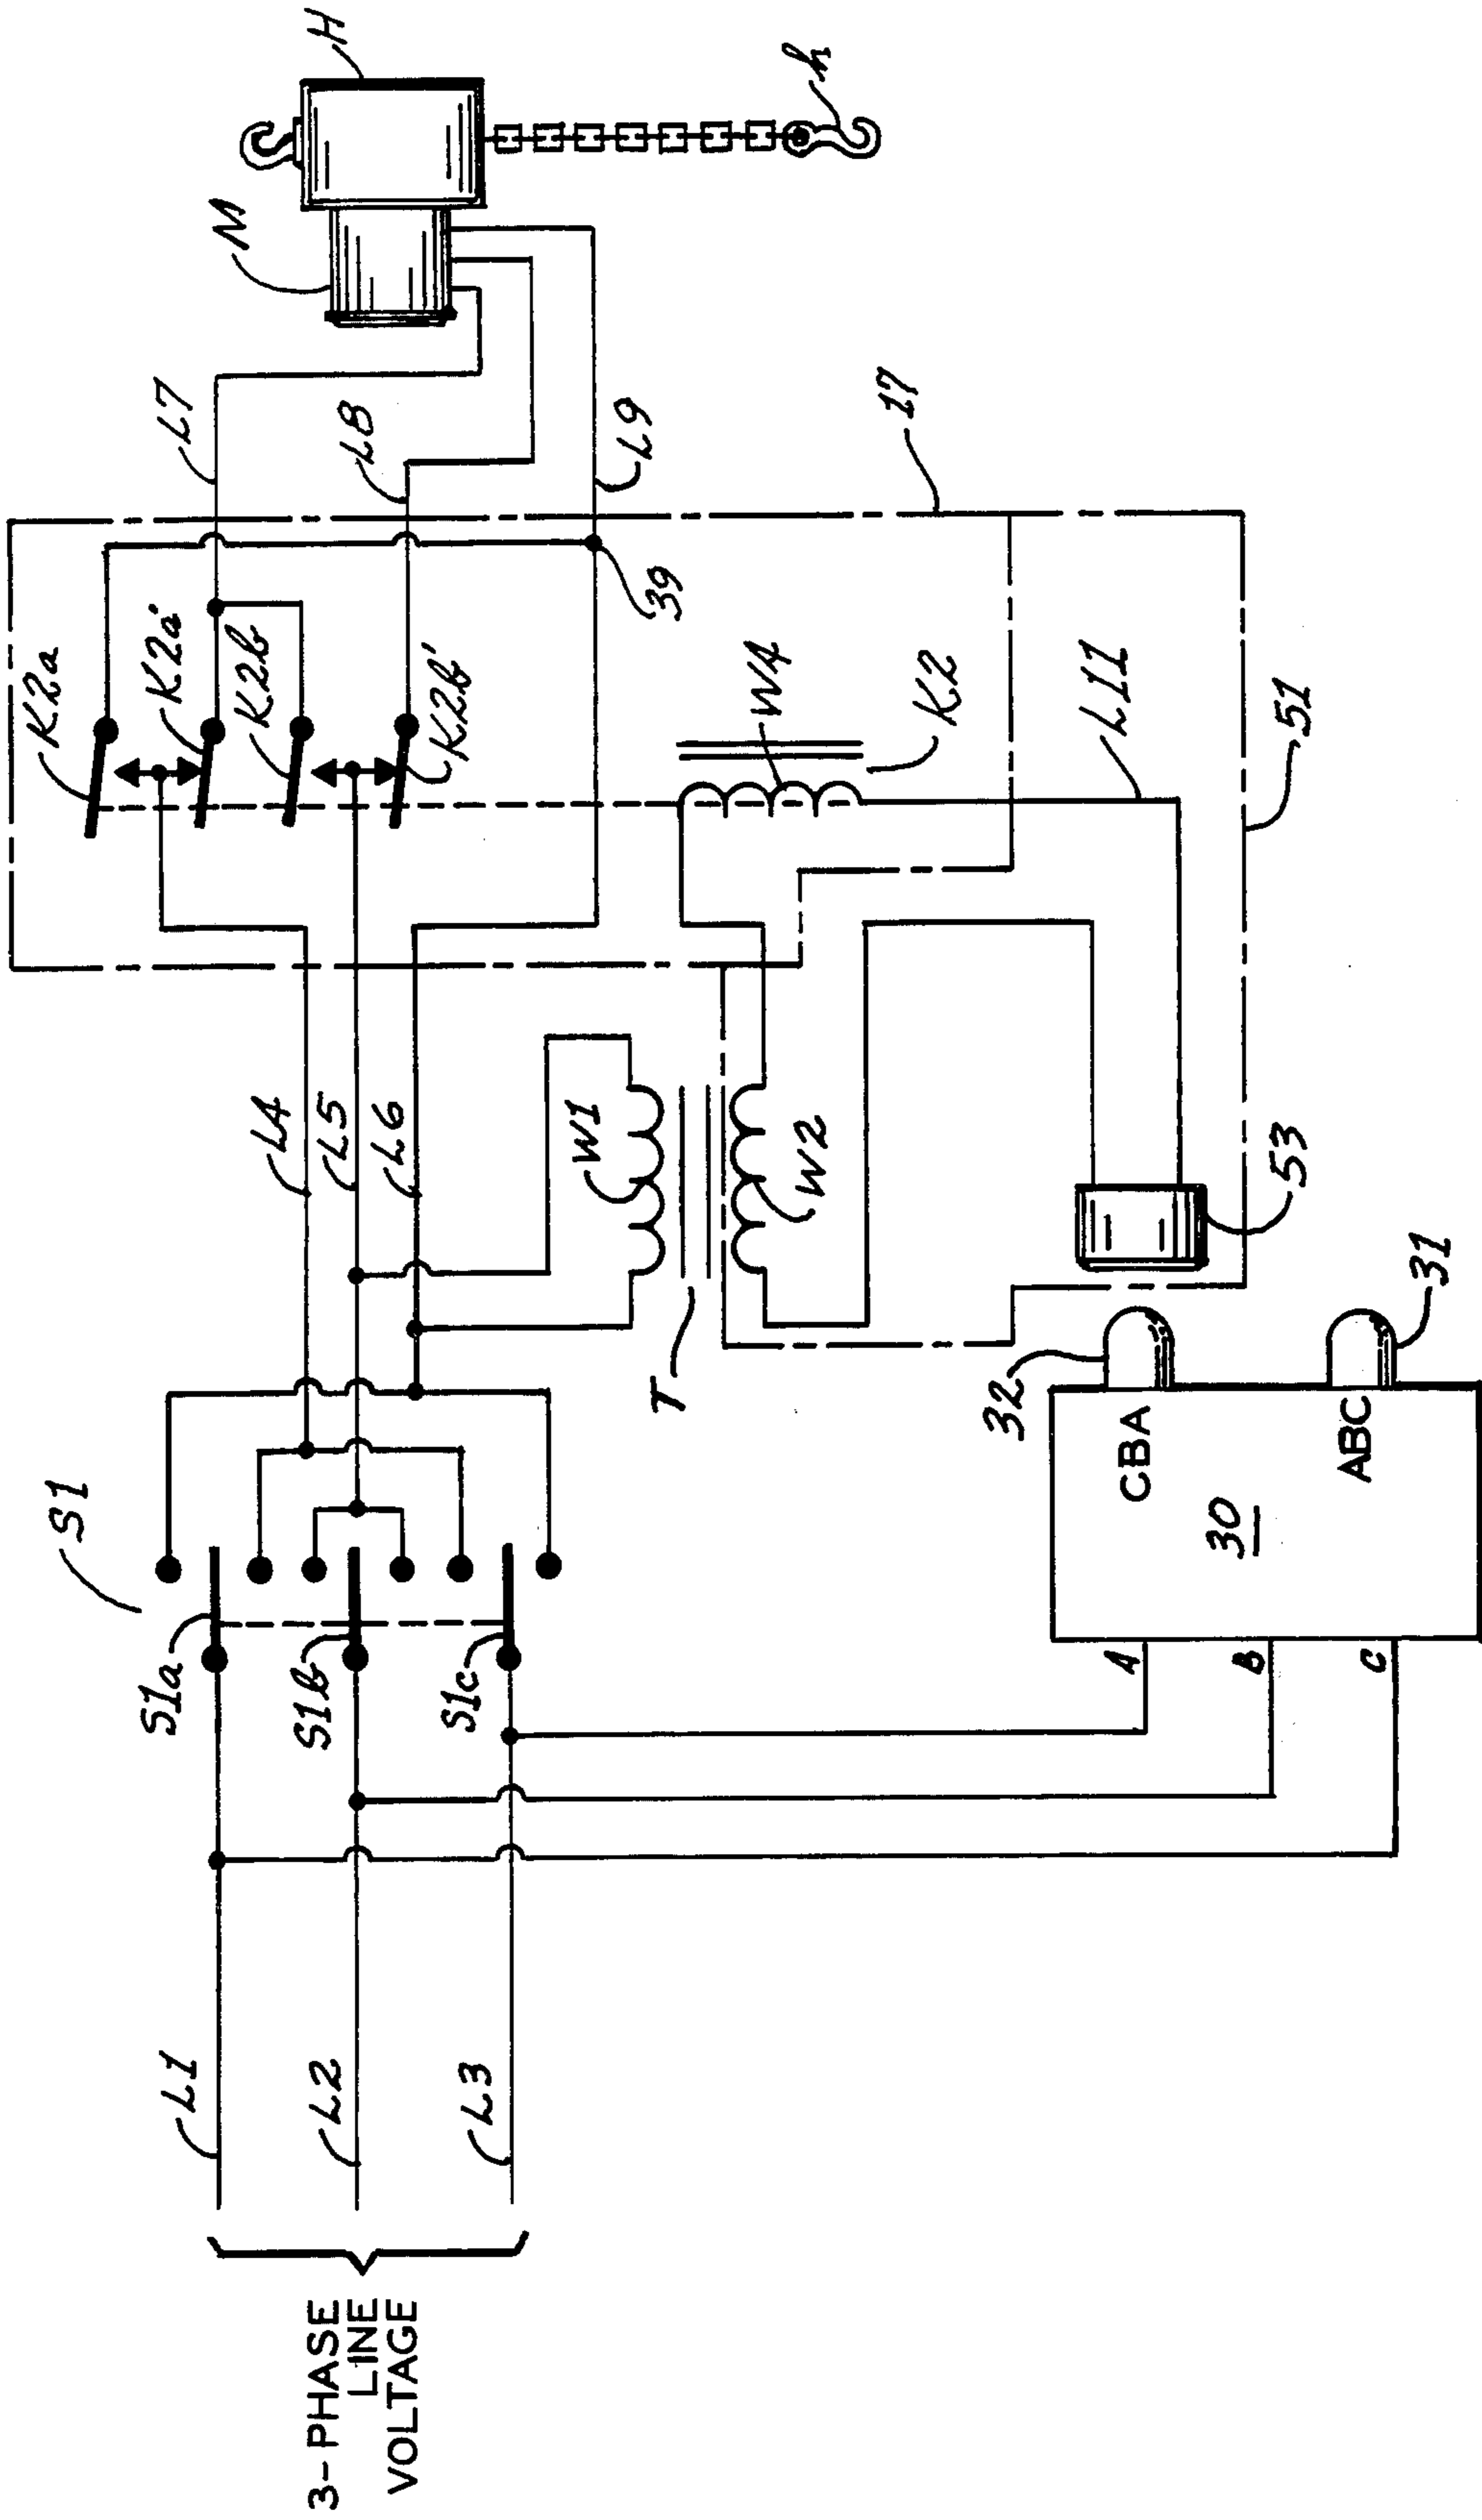 3-PHASE
LINE
VOLTAGE
L1
L2
L3
S1
S1a
S1b
S1c
L4
L5
L6
T
W1
W2
K2a
K2a'
K2b
K2b'
W4
K2
L7
L8
L9
39
M
H
h
17
K11
51
53
A
B
C
30
CBA
ABC
32
31